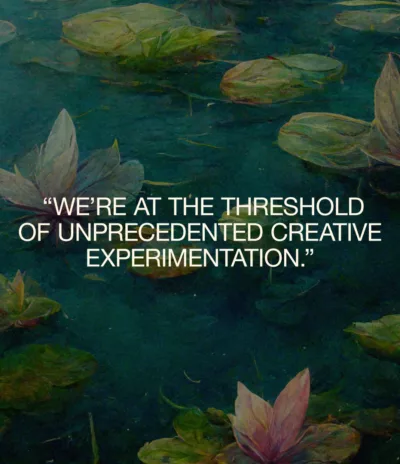 “WE’RE AT THE THRESHOLD
OF UNPRECEDENTED CREATIVE
EXPERIMENTATION.”